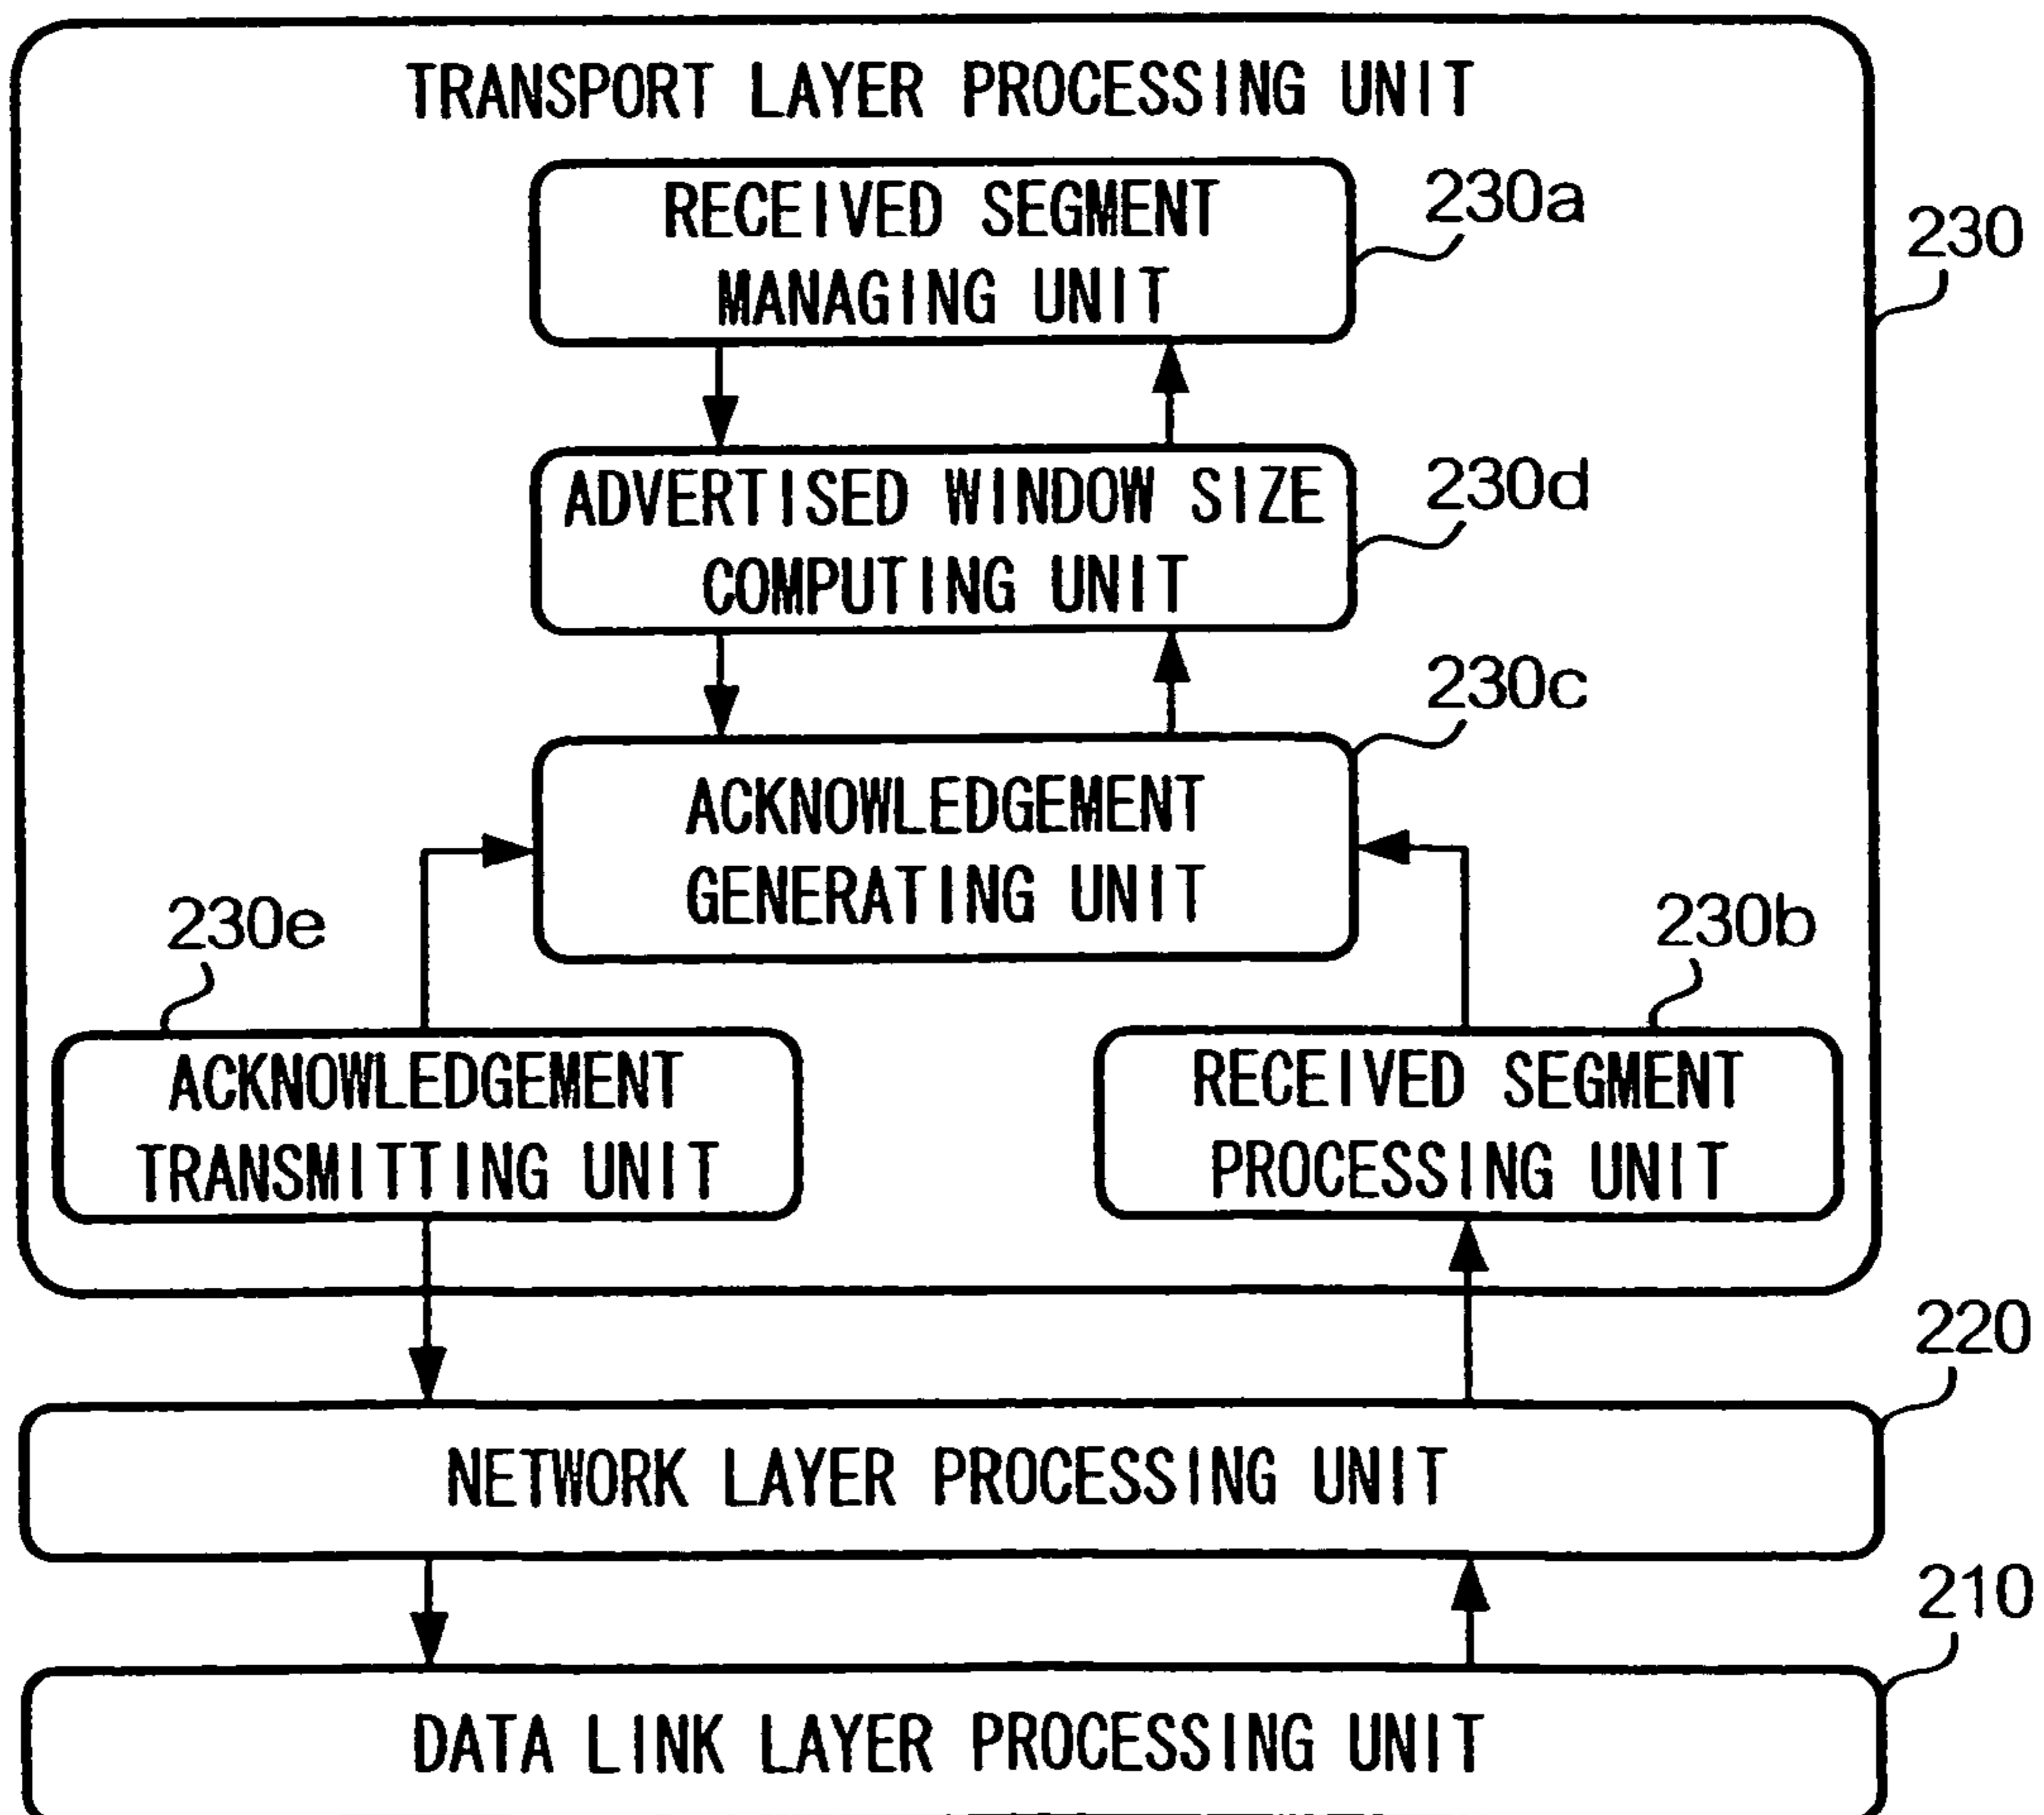 TRANSPORT LAYER PROCESSING UNIT
RECEIVED SEGMENT
MANAGING UNIT
230a
230
ADVERTISED WINDOW SIZE
COMPUTING UNIT
230d
230c
ACKNOWLEDGEMENT
GENERATING UNIT
230e
230b
ACKNOWLEDGEMENT
TRANSMITTING UNIT
RECEIVED SEGMENT
PROCESSING UNIT
220
NETWORK LAYER PROCESSING UNIT
210
DATA LINK LAYER PROCESSING UNIT